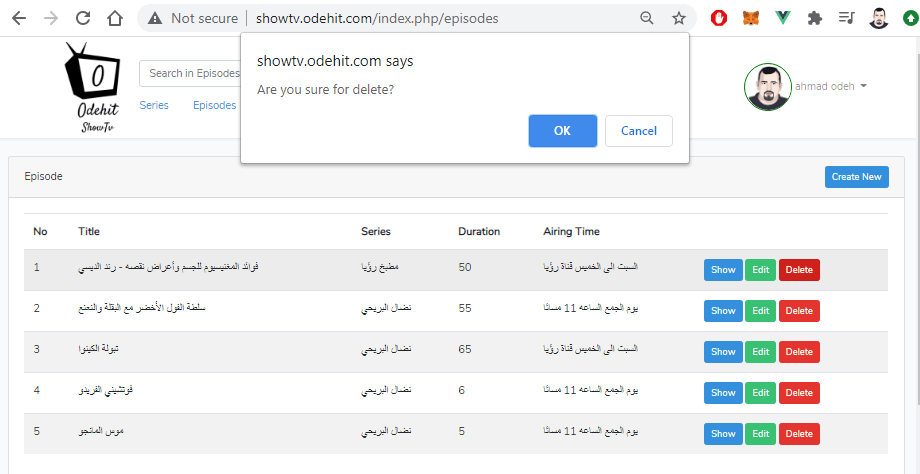 Not secure | showtv.odehit.com/index.php/episodes
showtv.odehit.com says
Are you sure for delete?
OK Cancel
O
Odehit
ShowTv
Search in Episodes
Series Episodes
ahmad odeh
Episode
Create New
No Title Series Duration Airing Time
1 فوائد المغنيسيوم للجسم وأعراض نقصه - رند الديسي مطبخ رؤيا 50 السبت الى الخميس قناة رؤيا Show Edit Delete
2 سلطة الفول الأخضر مع البقلة والنعنع نضال البريحي 55 يوم الجمع الساعه 11 مسائا Show Edit Delete
3 تبولة الكينوا نضال البريحي 65 السبت الى الخميس قناة رؤيا Show Edit Delete
4 فوتشيني الفريدو نضال البريحي 6 يوم الجمع الساعه 11 مسائا Show Edit Delete
5 موس المانجو نضال البريحي 5 يوم الجمع الساعه 11 مسائا Show Edit Delete